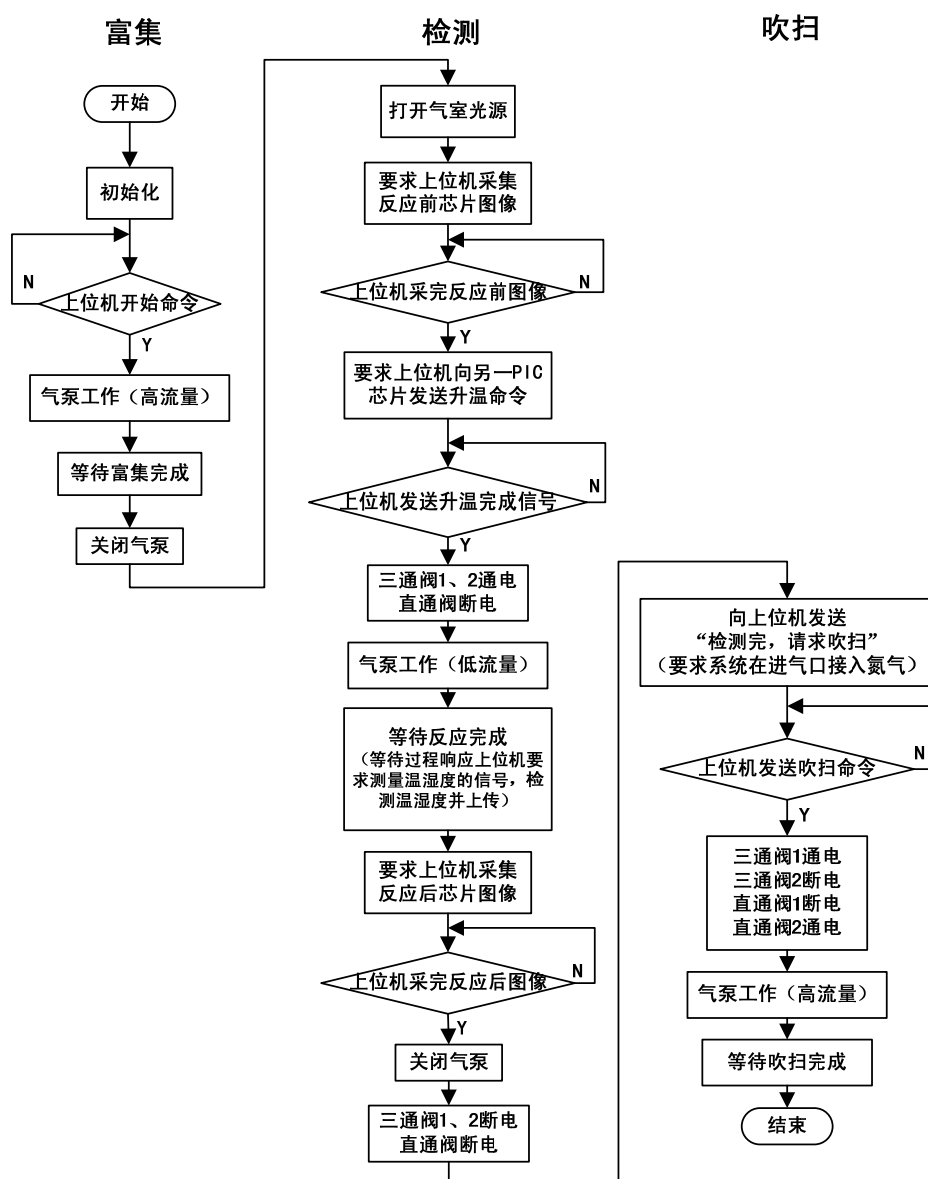 富集
检测
吹扫
开始
初始化
N
上位机开始命令
Y
气泵工作（高流量）
等待富集完成
关闭气泵
打开气室光源
要求上位机采集
反应前芯片图像
上位机采完反应前图像
N
Y
要求上位机向另一PIC
芯片发送升温命令
上位机发送升温完成信号
N
Y
三通阀1、2通电
直通阀断电
气泵工作（低流量）
等待反应完成
（等待过程响应上位机要
求测量温湿度的信号，检
测温湿度并上传）
要求上位机采集
反应后芯片图像
上位机采完反应后图像
N
Y
关闭气泵
三通阀1、2断电
直通阀断电
向上位机发送
“检测完，请求吹扫”
（要求系统在进气口接入氮气）
上位机发送吹扫命令
N
Y
三通阀1通电
三通阀2断电
直通阀1断电
直通阀2通电
气泵工作（高流量）
等待吹扫完成
结束